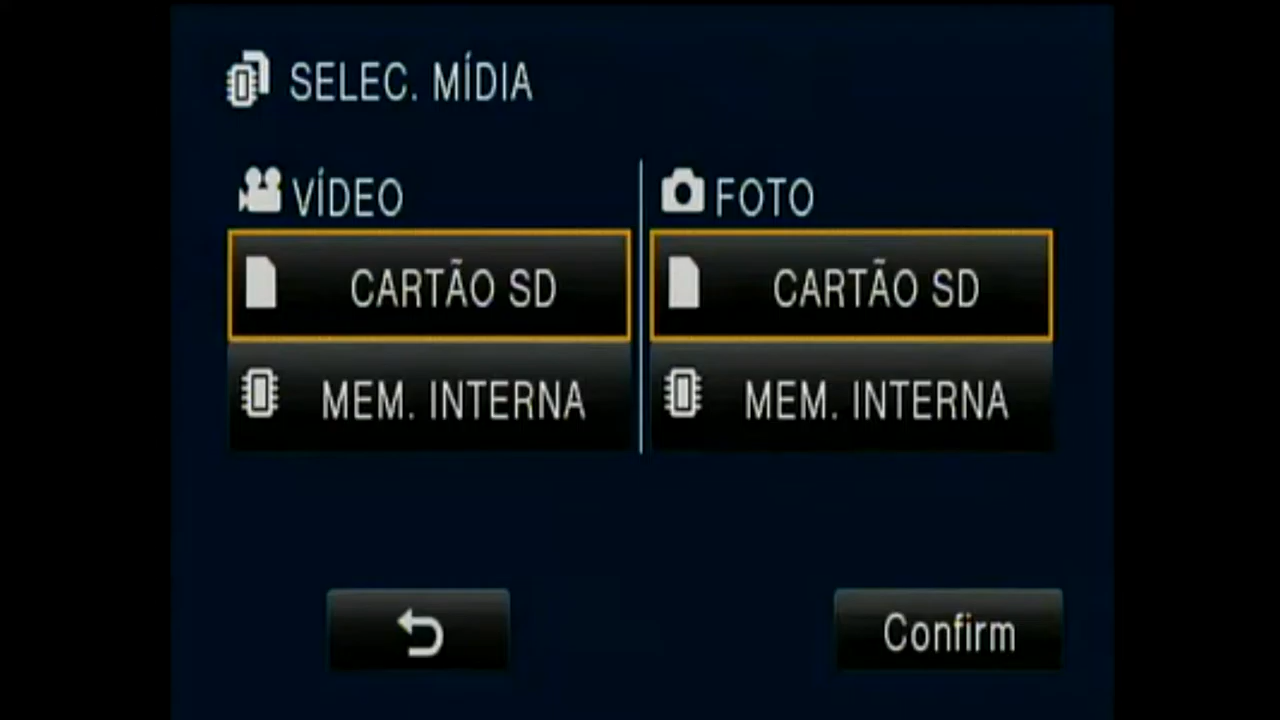 SELEC. MÍDIA
VÍDEO
CARTÃO SD
MEM. INTERNA
FOTO
CARTÃO SD
MEM. INTERNA
Confirm